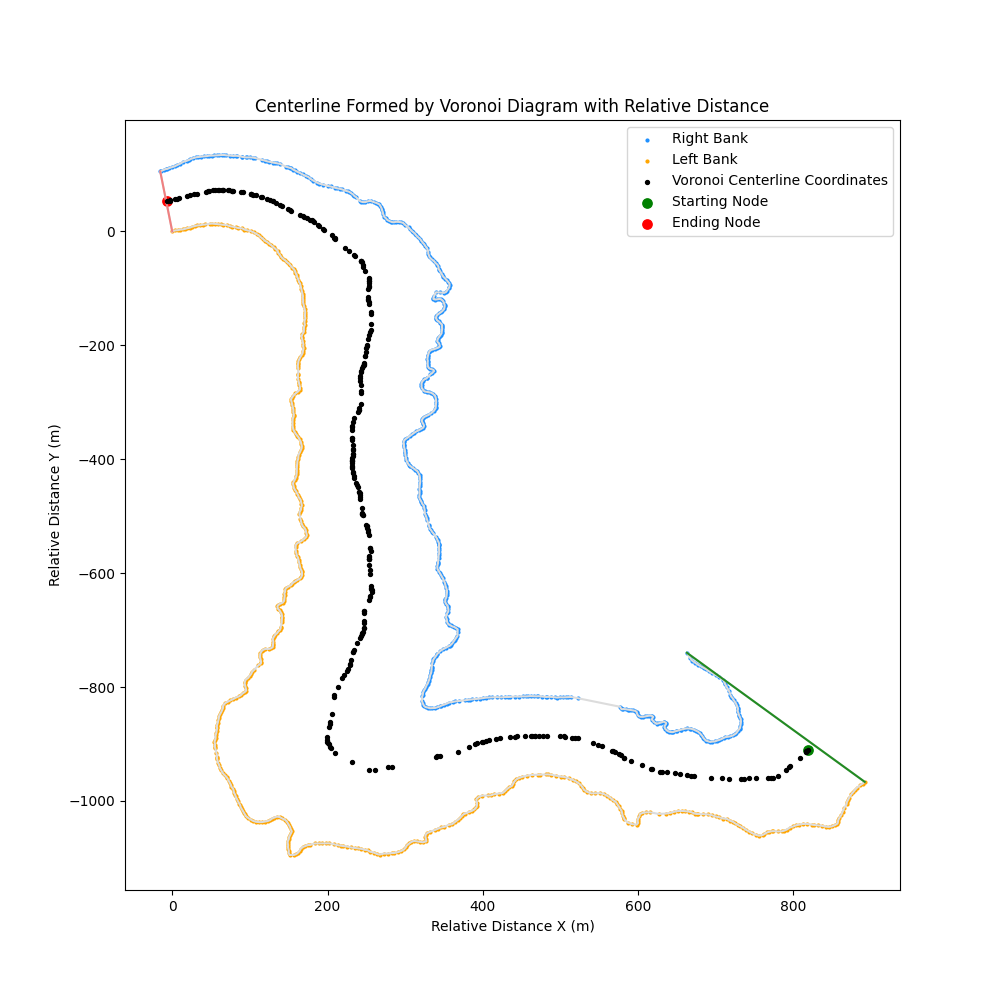 Centerline Formed by Voronoi Diagram with Relative Distance
Right Bank
Left Bank
Voronoi Centerline Coordinates
Starting Node
Ending Node
0
−200
−400
−600
−800
−1000
Relative Distance Y (m)
0 200 400 600 800
Relative Distance X (m)